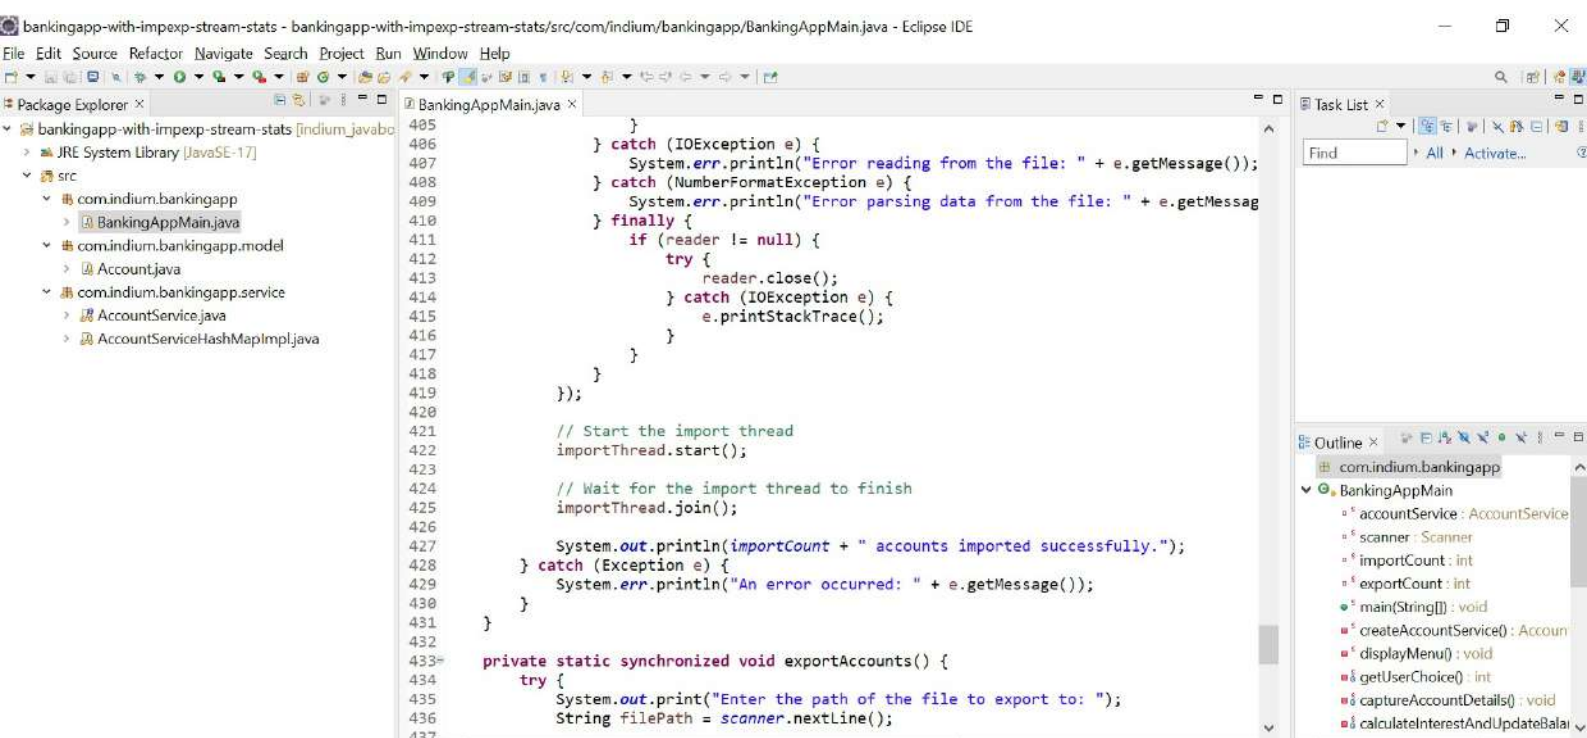 bankingapp-with-impexp-stream-stats - bankingapp-with-impexp-stream-stats/src/com/indium/bankingapp/BankingAppMain.java - Eclipse IDE
File Edit Source Refactor Navigate Search Project Run Window Help
Package Explorer ×
bankingapp-with-impexp-stream-stats [indium_javabo
JRE System Library [JavaSE-17]
src
com.indium.bankingapp
BankingAppMain.java
com.indium.bankingapp.model
Account.java
com.indium.bankingapp.service
AccountService.java
AccountServiceHashMapImpl.java
BankingAppMain.java ×
405 }
406 } catch (IOException e) {
407 System.err.println("Error reading from the file: " + e.getMessage());
408 } catch (NumberFormatException e) {
409 System.err.println("Error parsing data from the file: " + e.getMessag
410 } finally {
411 if (reader != null) {
412 try {
413 reader.close();
414 } catch (IOException e) {
415 e.printStackTrace();
416 }
417 }
418 }
419 });
420
421 // Start the import thread
422 importThread.start();
423
424 // Wait for the import thread to finish
425 importThread.join();
426
427 System.out.println(importCount + " accounts imported successfully.");
428 } catch (Exception e) {
429 System.err.println("An error occurred: " + e.getMessage());
430 }
431 }
432
433 private static synchronized void exportAccounts() {
434 try {
435 System.out.print("Enter the path of the file to export to: ");
436 String filePath = scanner.nextLine();
437
Task List ×
Find All Activate...
Outline ×
com.indium.bankingapp
BankingAppMain
accountService : AccountService
scanner : Scanner
importCount : int
exportCount : int
main(String[]) : void
createAccountService() : Accoun
displayMenu() : void
getUserChoice() : int
captureAccountDetails() : void
calculateInterestAndUpdateBala